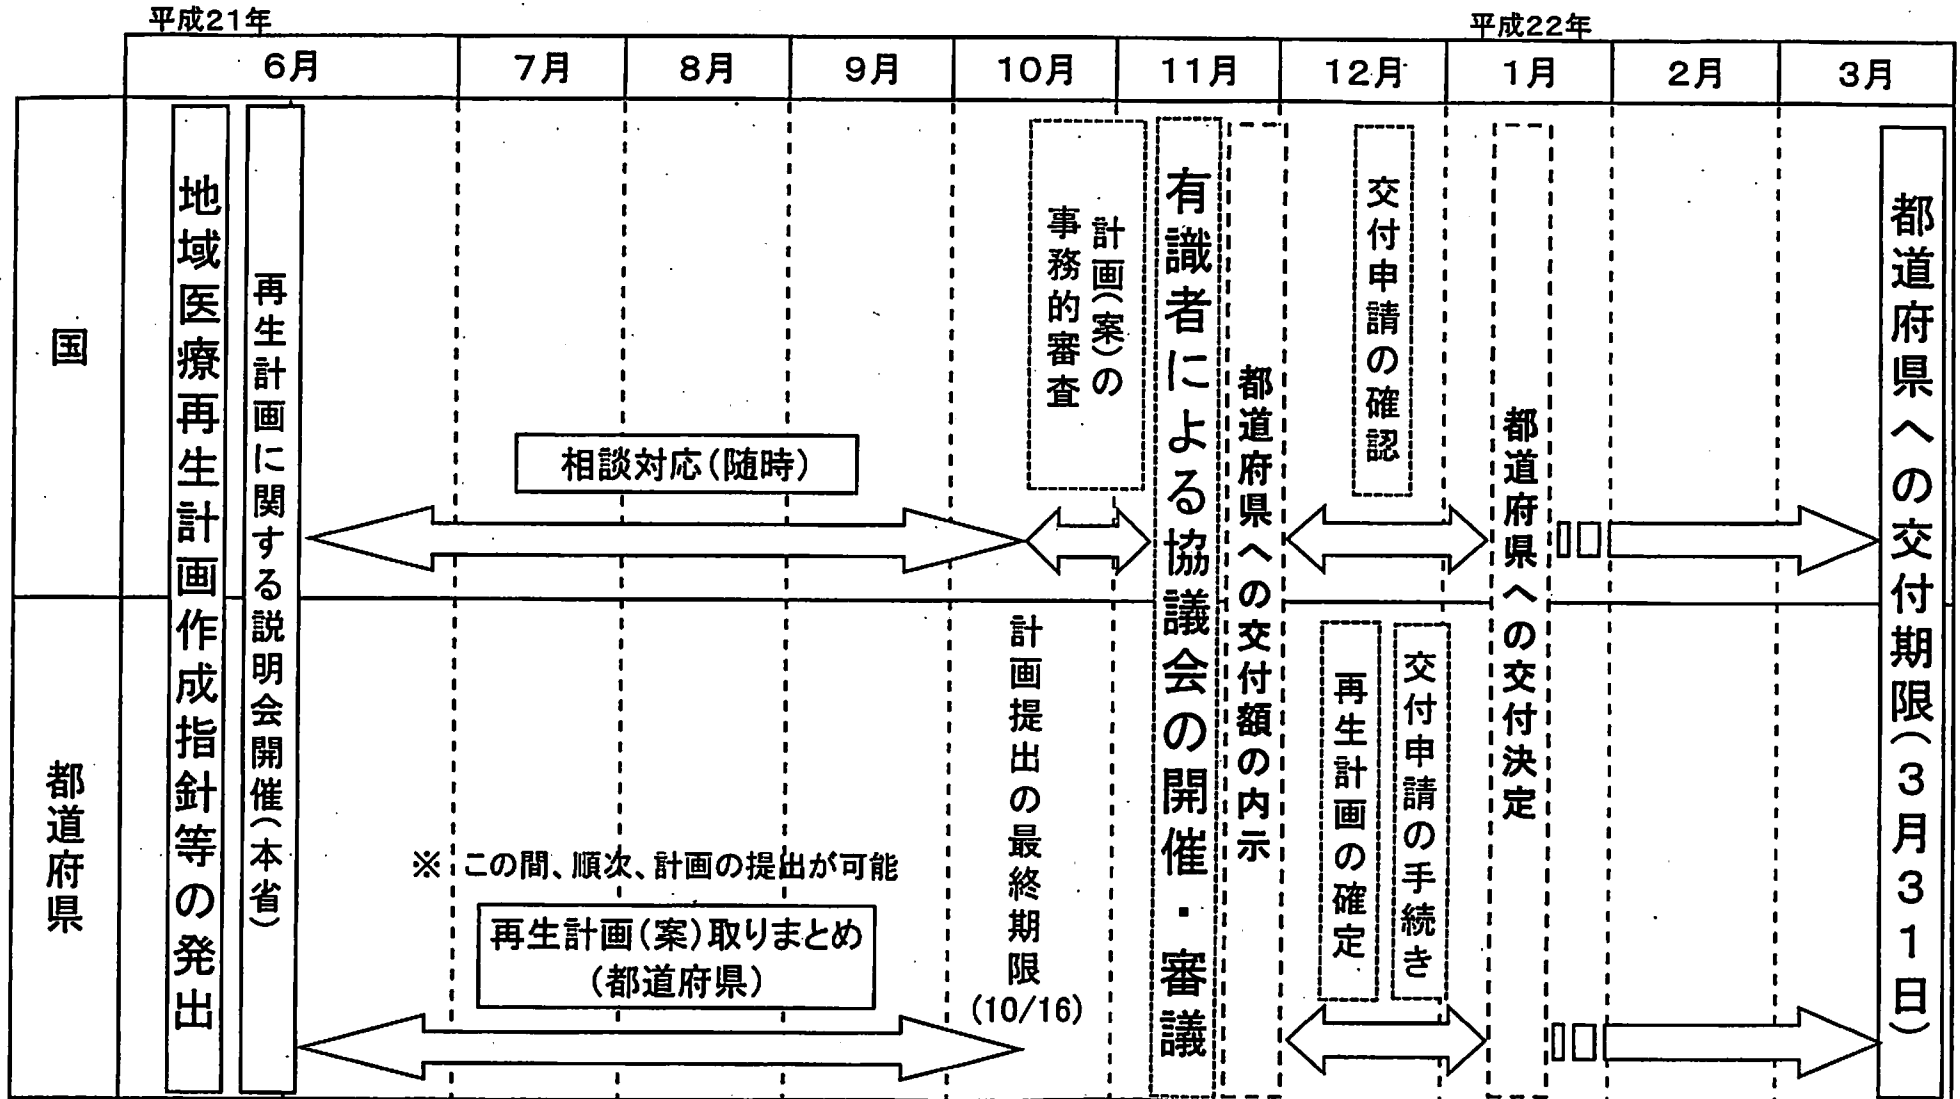 平成21年
平成22年
6月
7月
8月
9月
10月
11月
12月
1月
2月
3月
国
都道府県
地域医療再生計画作成指針等の発出
再生計画に関する説明会開催(本省)
相談対応(随時)
※ この間、順次、計画の提出が可能
再生計画(案)取りまとめ
(都道府県)
計画提出の最終期限
(10/16)
計画(案)の
事務的審査
有識者による協議会の開催・審議
都道府県への交付額の内示
交付申請の確認
再生計画の確定
交付申請の手続き
都道府県への交付決定
都道府県への交付期限(3月31日)